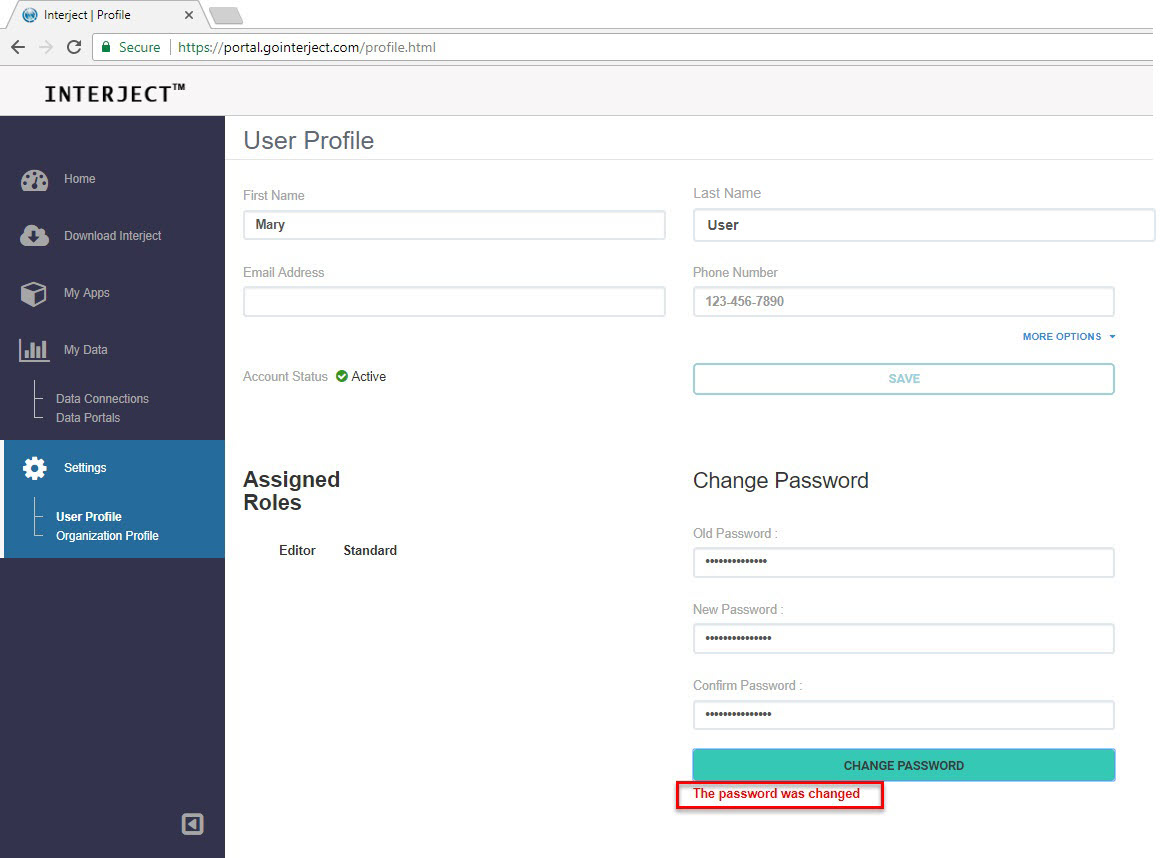 Interject | Profile
Secure https://portal.gointerject.com/profile.html
INTERJECT™
User Profile
Home
Download Interject
My Apps
My Data
Data Connections
Data Portals
Settings
User Profile
Organization Profile
First Name
Mary
Last Name
User
Email Address
Phone Number
123-456-7890
MORE OPTIONS
Account Status Active
SAVE
Assigned
Roles
Editor Standard
Change Password
Old Password :
••••••••••••••
New Password :
•••••••••••••••
Confirm Password :
•••••••••••••••
CHANGE PASSWORD
The password was changed